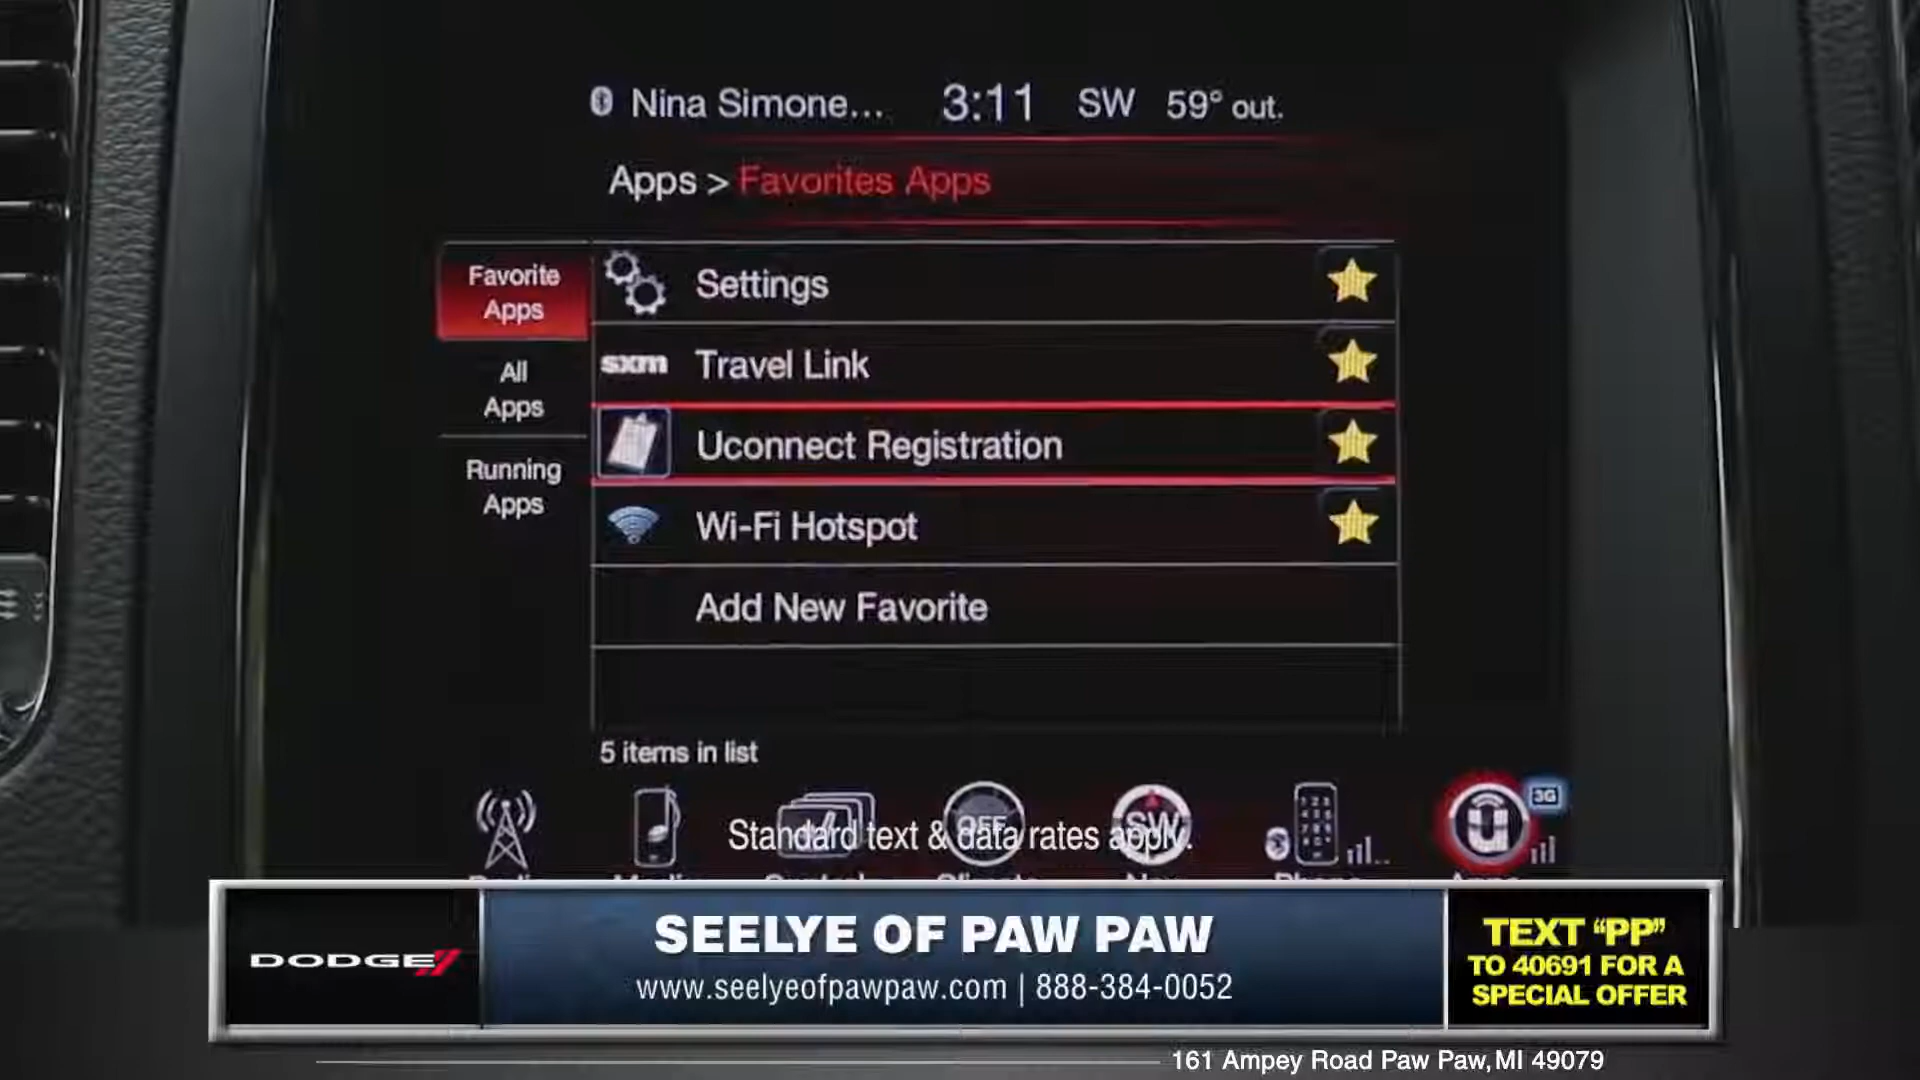 Nina Simone... 3:11 SW 59° out.
Apps > Favorites Apps
Favorite
Apps
All
Apps
Running
Apps
Settings
sxm Travel Link
Uconnect Registration
Wi-Fi Hotspot
Add New Favorite
5 items in list
OFF
SW
3G
Standard text & data rates apply.
DODGE
SEELYE OF PAW PAW
www.seelyeofpawpaw.com | 888-384-0052
TEXT “PP”
TO 40691 FOR A
SPECIAL OFFER
161 Ampey Road Paw Paw, MI 49079